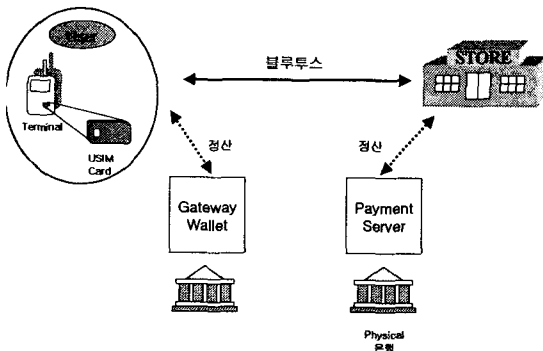 User
블루투스
STORE
Terminal
USIM
Card
정산
정산
Gateway
Wallet
Payment
Server
Physical
은행